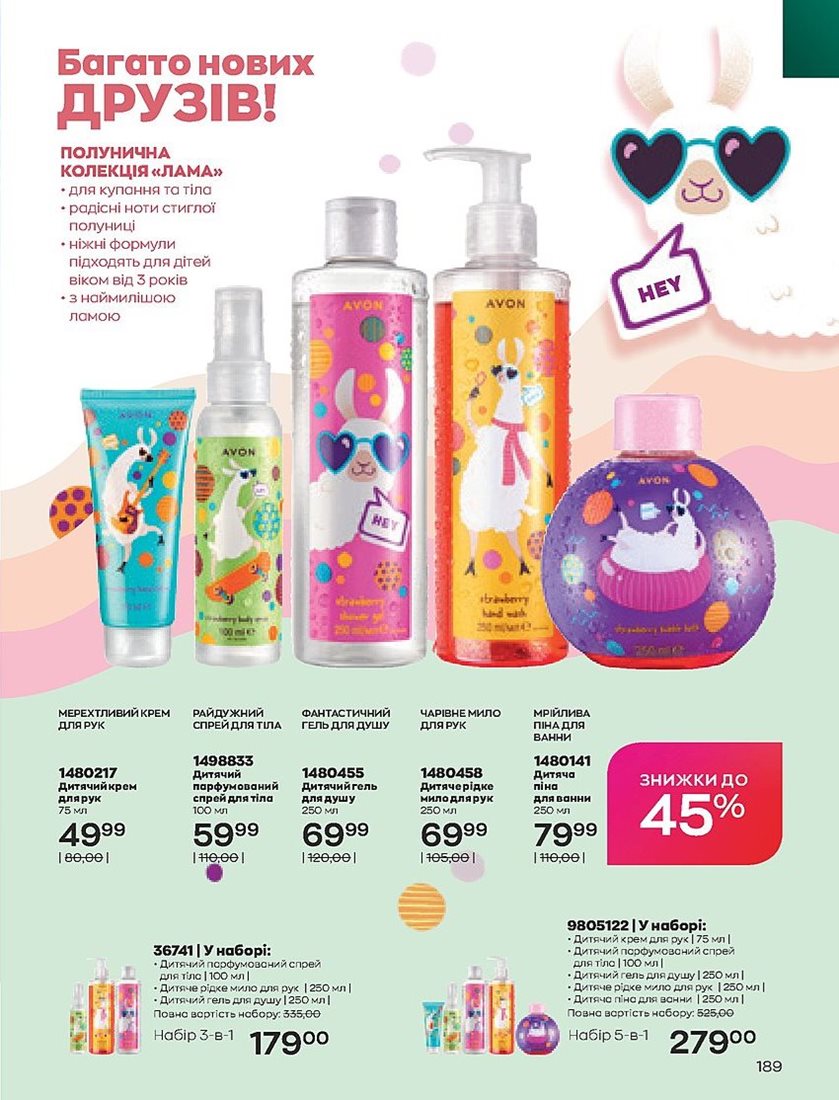 Багато нових
ДРУЗІВ!
ПОЛУНИЧНА
КОЛЕКЦІЯ «ЛАМА»
• для купання та тіла
• радісні ноти стиглої
полуниці
• ніжні формули
підходять для дітей
віком від 3 років
• з наймилішою
ламою
HEY
AVON
AVON
AVON
AVON
AVON
HEY
strawberry body spray
100 ml ℮
strawberry
shower gel
250 ml/мл ℮
strawberry
hand wash
250 ml/мл ℮
strawberry bubble bath
250 ml ℮
МЕРЕХТЛИВИЙ КРЕМ
ДЛЯ РУК
1480217
Дитячий крем
для рук
75 мл
49⁹⁹
|80,00|
РАЙДУЖНИЙ
СПРЕЙ ДЛЯ ТІЛА
1498833
Дитячий
парфумований
спрей для тіла
100 мл
59⁹⁹
|110,00|
ФАНТАСТИЧНИЙ
ГЕЛЬ ДЛЯ ДУШУ
1480455
Дитячий гель
для душу
250 мл
69⁹⁹
|120,00|
ЧАРІВНЕ МИЛО
ДЛЯ РУК
1480458
Дитяче рідке
мило для рук
250 мл
69⁹⁹
|105,00|
МРІЙЛИВА
ПІНА ДЛЯ
ВАННИ
1480141
Дитяча
піна
для ванни
250 мл
79⁹⁹
|110,00|
ЗНИЖКИ ДО
45%
36741 | У наборі:
• Дитячий парфумований спрей
для тіла | 100 мл |
• Дитяче рідке мило для рук | 250 мл |
• Дитячий гель для душу | 250 мл |
Повна вартість набору: 335,00
Набір 3-в-1 179⁰⁰
9805122 | У наборі:
• Дитячий крем для рук | 75 мл |
• Дитячий парфумований спрей
для тіла | 100 мл |
• Дитячий гель для душу | 250 мл |
• Дитяче рідке мило для рук | 250 мл |
• Дитяча піна для ванни | 250 мл |
Повна вартість набору: 525,00
Набір 5-в-1 279⁰⁰
189